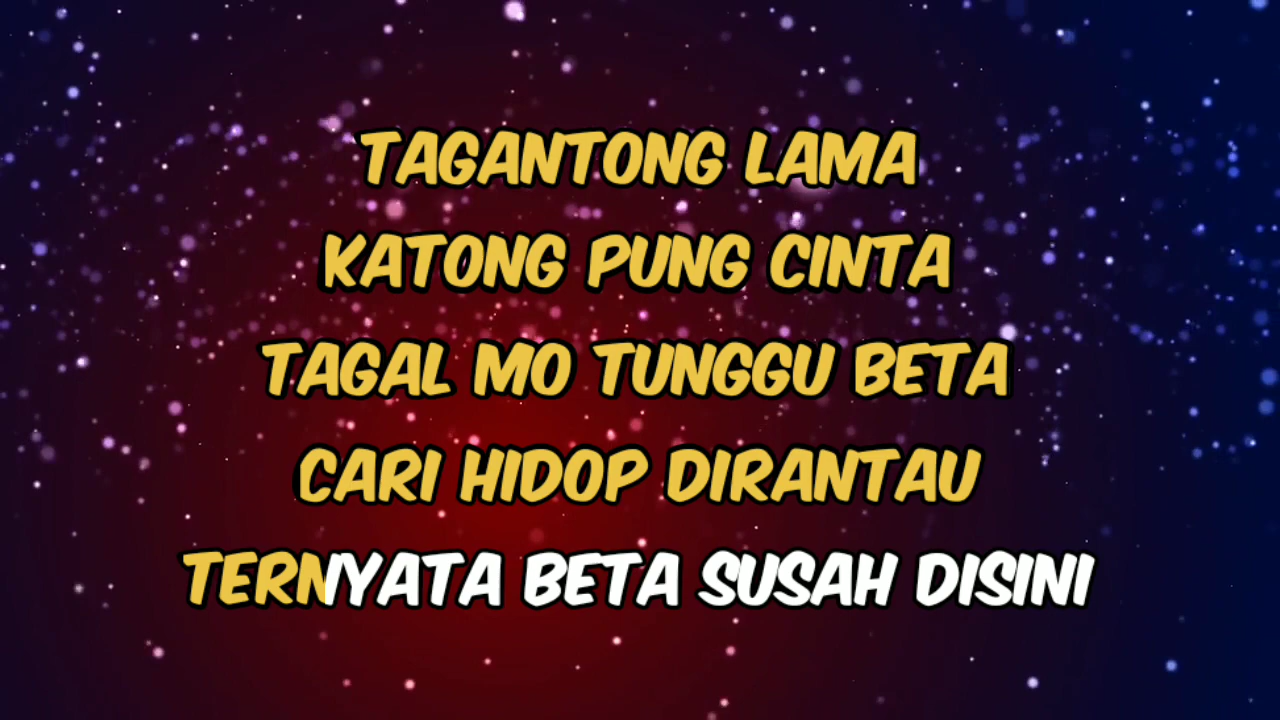 TAGANTONG LAMA
KATONG PUNG CINTA
TAGAL MO TUNGGU BETA
CARI HIDOP DIRANTAU
TERNYATA BETA SUSAH DISINI